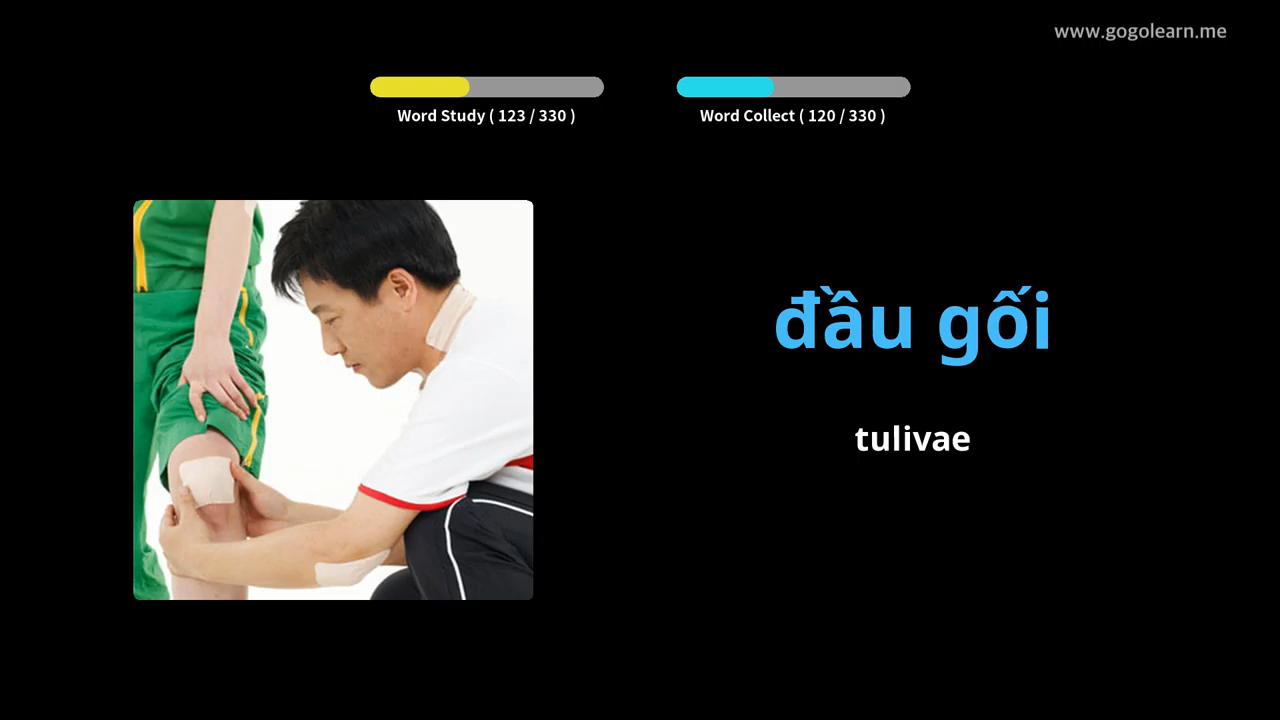 www.gogolearn.me
Word Study ( 123 / 330 )
Word Collect ( 120 / 330 )
đầu gối
tulivae